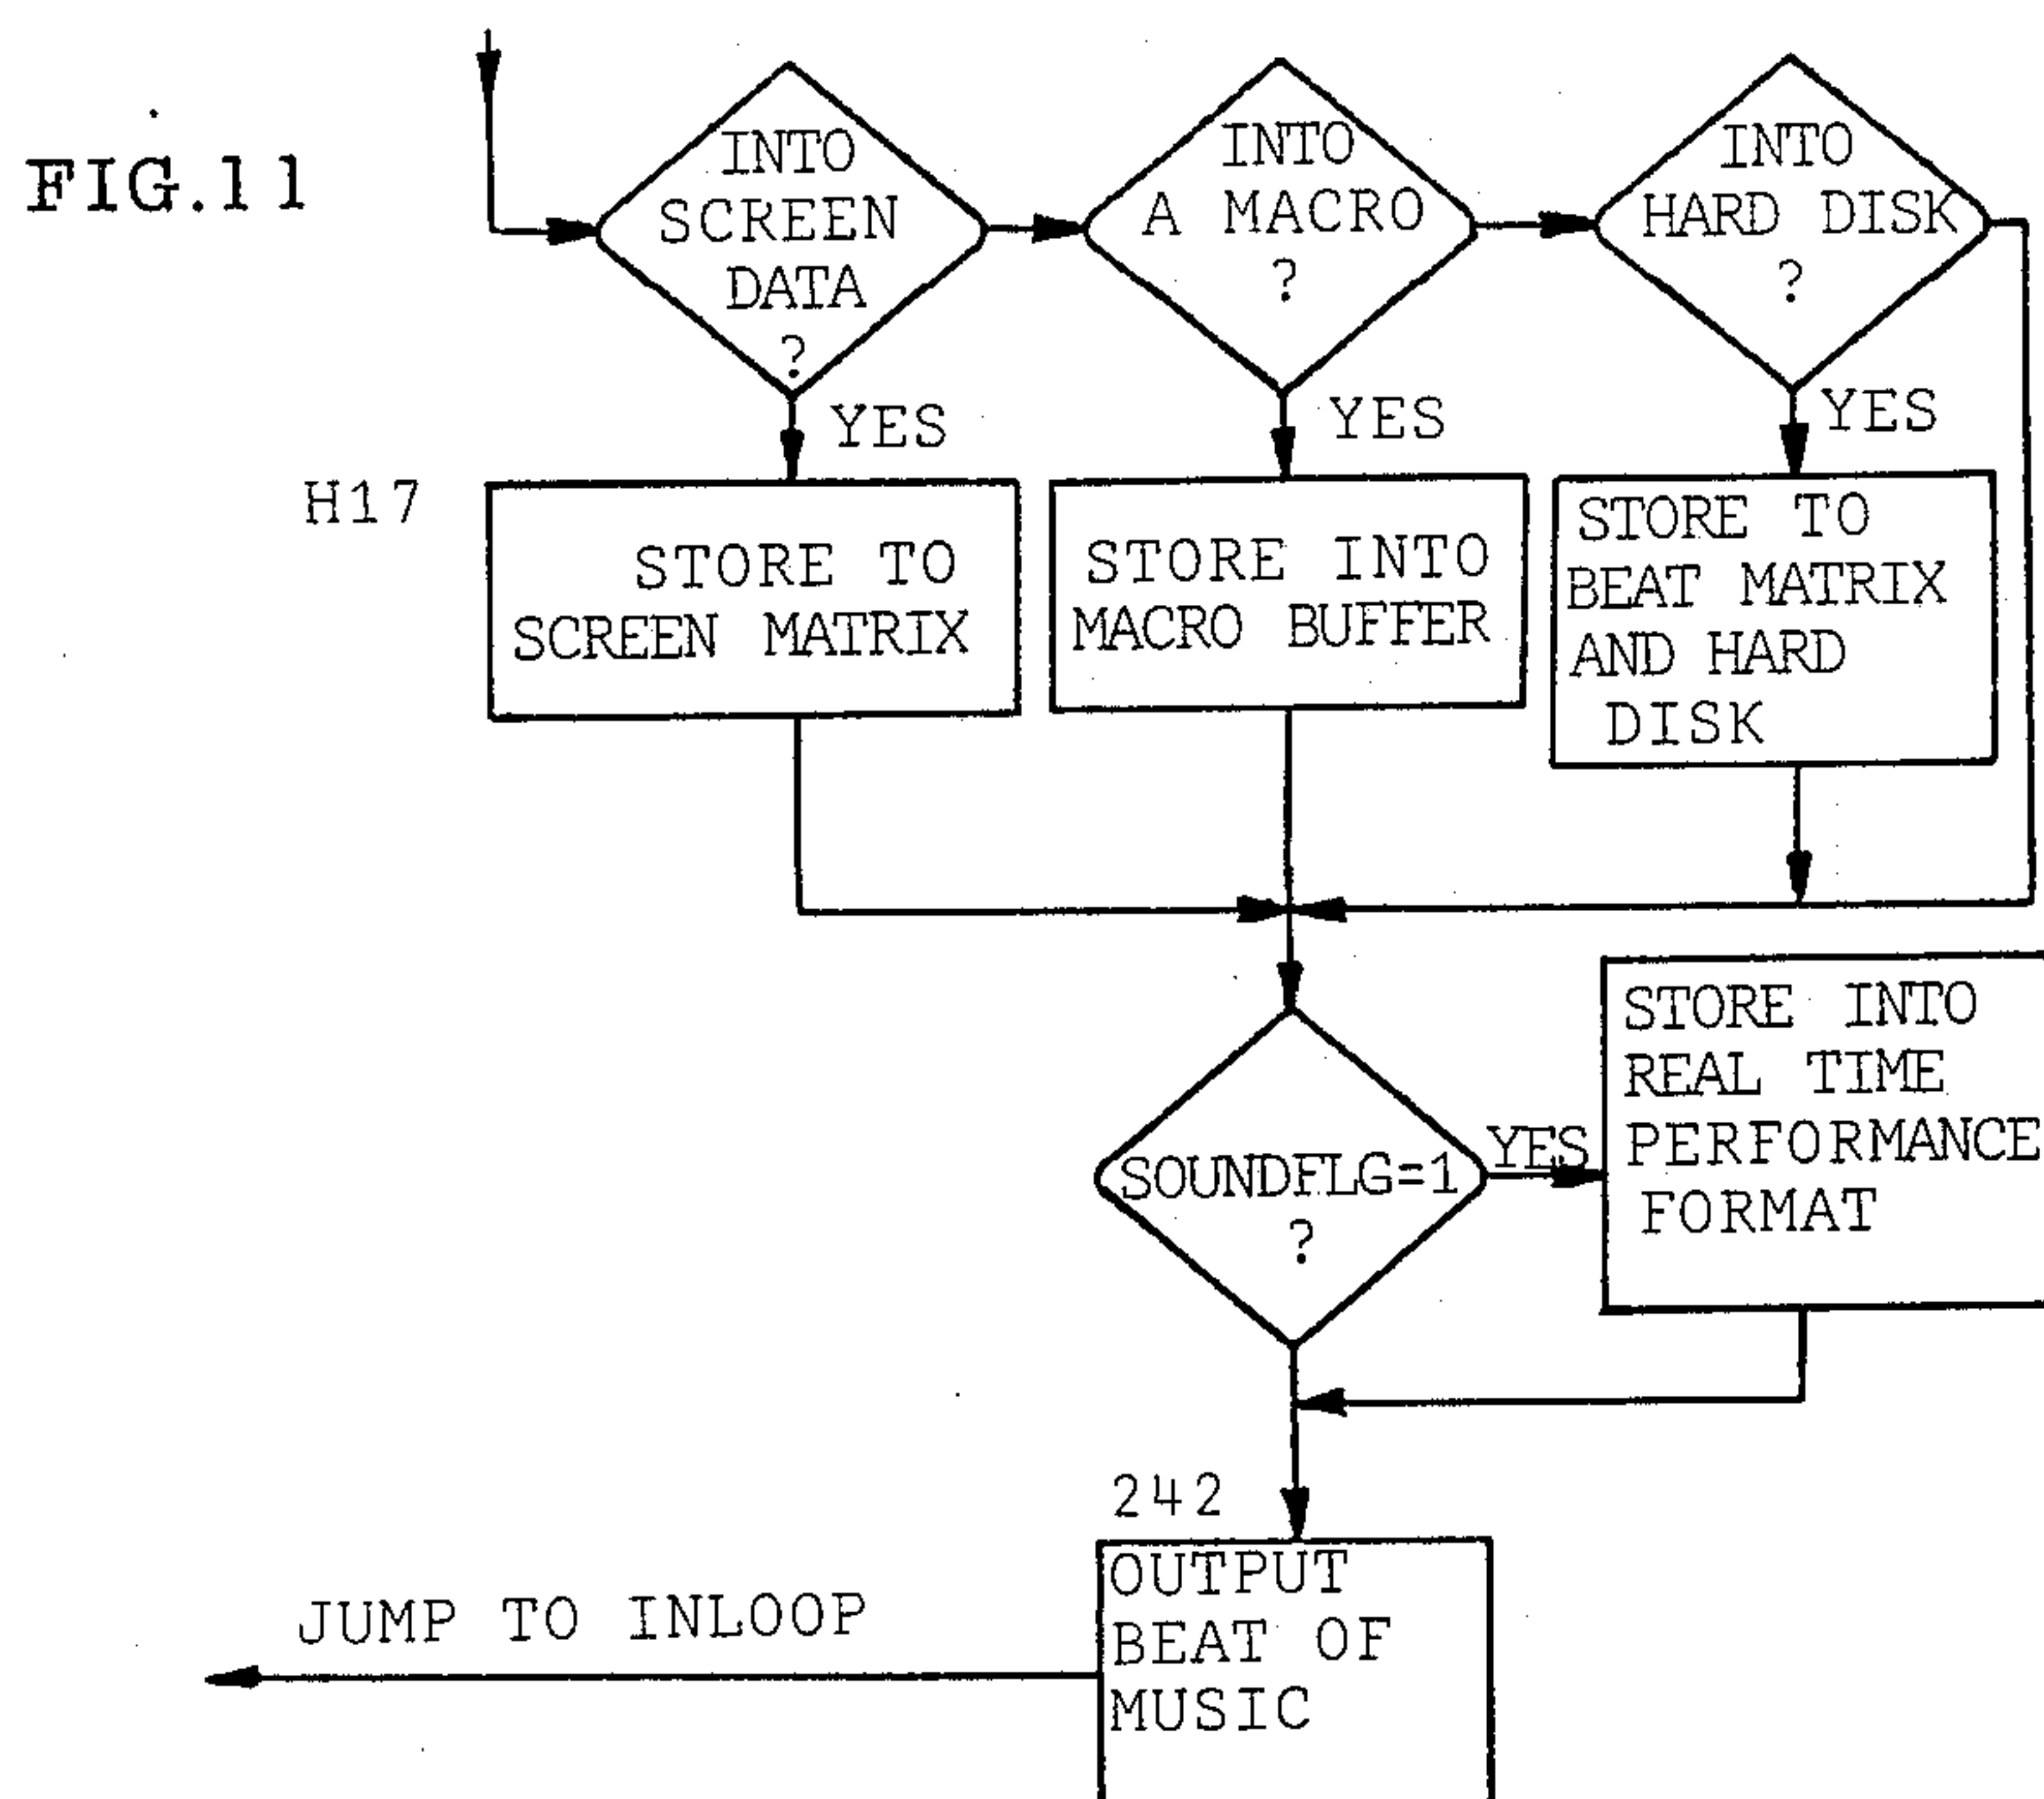 FIG.11
INTO
SCREEN
DATA
?
INTO
A MACRO
?
INTO
HARD DISK
?
YES
YES
YES
H17
STORE TO
SCREEN MATRIX
STORE INTO
MACRO BUFFER
STORE TO
BEAT MATRIX
AND HARD
DISK
SOUNDFLG=1
?
YES
STORE INTO
REAL TIME
PERFORMANCE
FORMAT
242
OUTPUT
BEAT OF
MUSIC
JUMP TO INLOOP